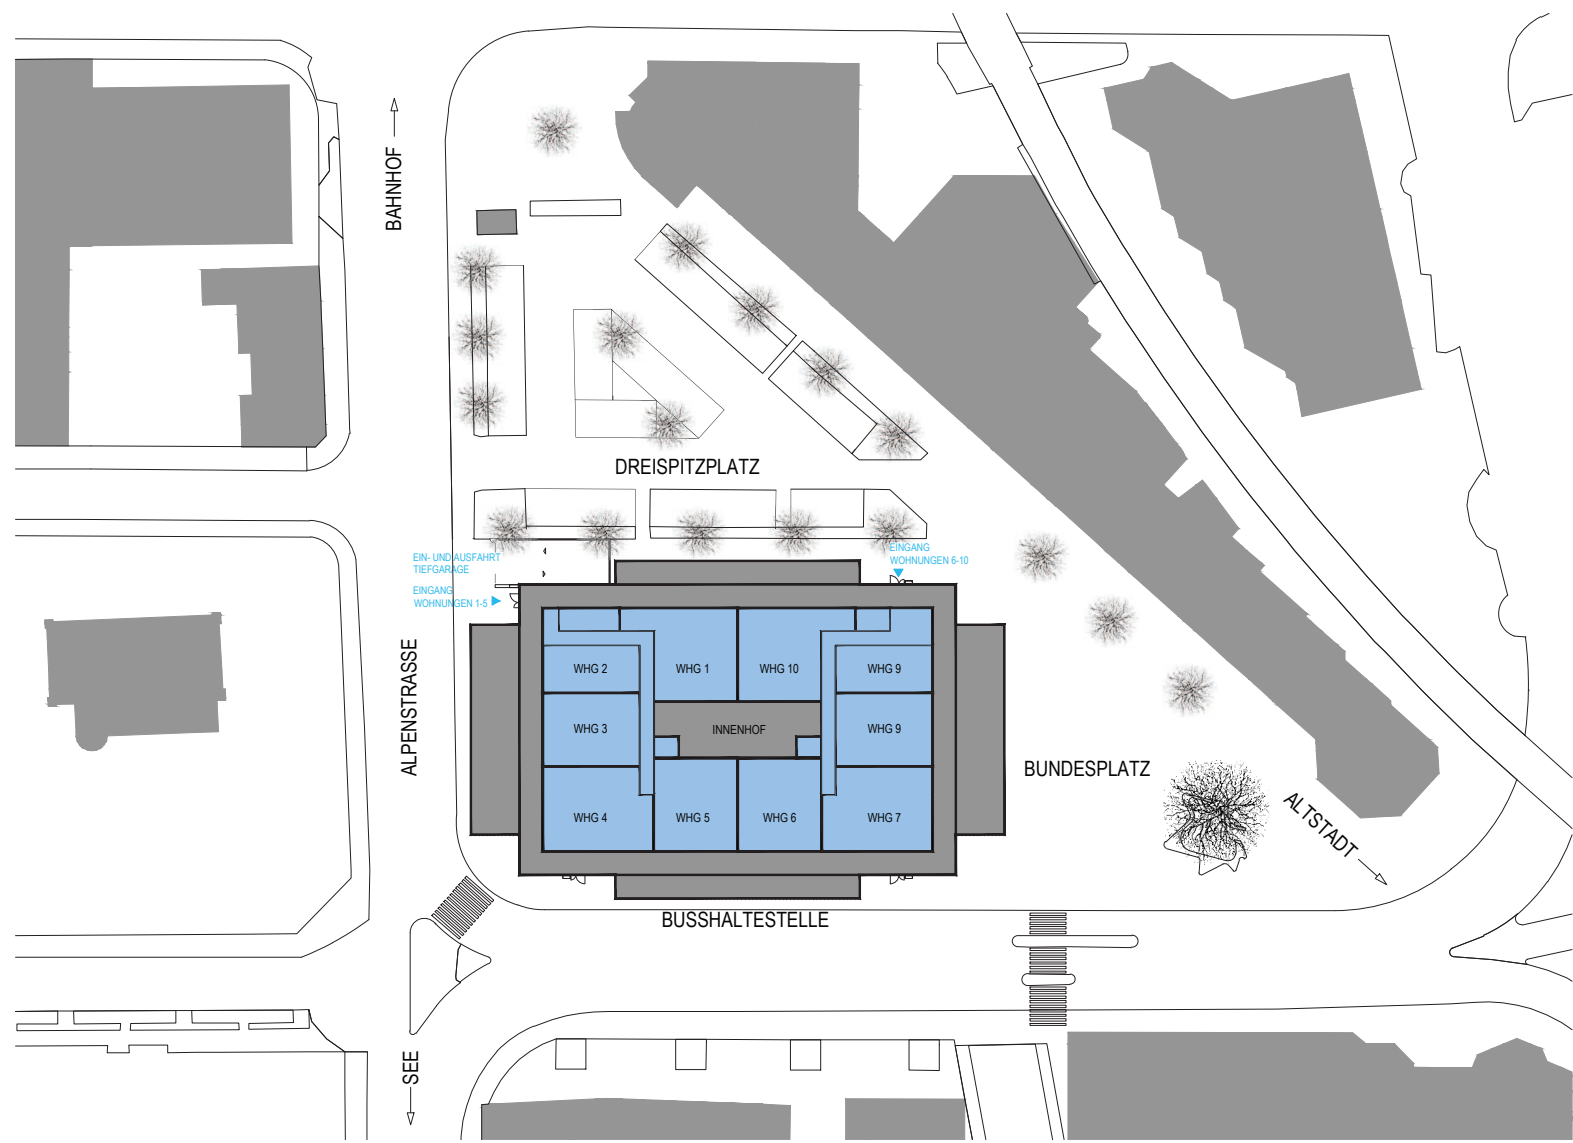 BAHNHOF
DREISPITZPLATZ
EIN- UND AUSFAHRT
TIEFGARAGE
EINGANG
WOHNUNGEN 1-5
EINGANG
WOHNUNGEN 6-10
ALPENSTRASSE
WHG 2
WHG 1
WHG 10
WHG 9
WHG 3
INNENHOF
WHG 9
WHG 4
WHG 5
WHG 6
WHG 7
BUNDESPLATZ
ALTSTADT
BUSSHALTESTELLE
SEE